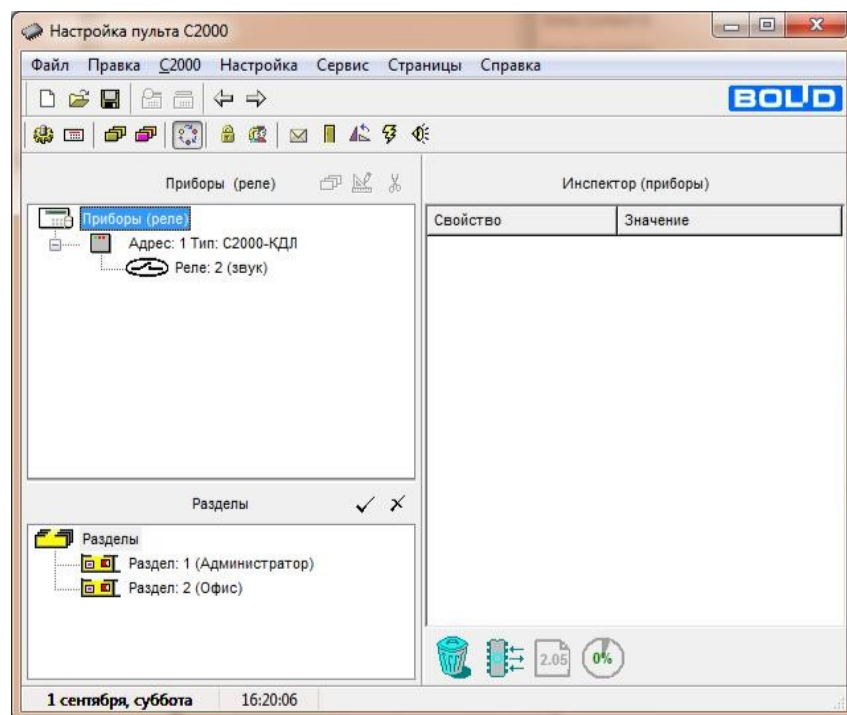 Настройка пульта С2000
Файл Правка С2000 Настройка Сервис Страницы Справка
BOLID
Приборы (реле)
Инспектор (приборы)
Приборы (реле)
Адрес: 1 Тип: С2000-КДЛ
Реле: 2 (звук)
Свойство Значение
Разделы
Разделы
Раздел: 1 (Администратор)
Раздел: 2 (Офис)
2.05 0%
1 сентября, суббота 16:20:06